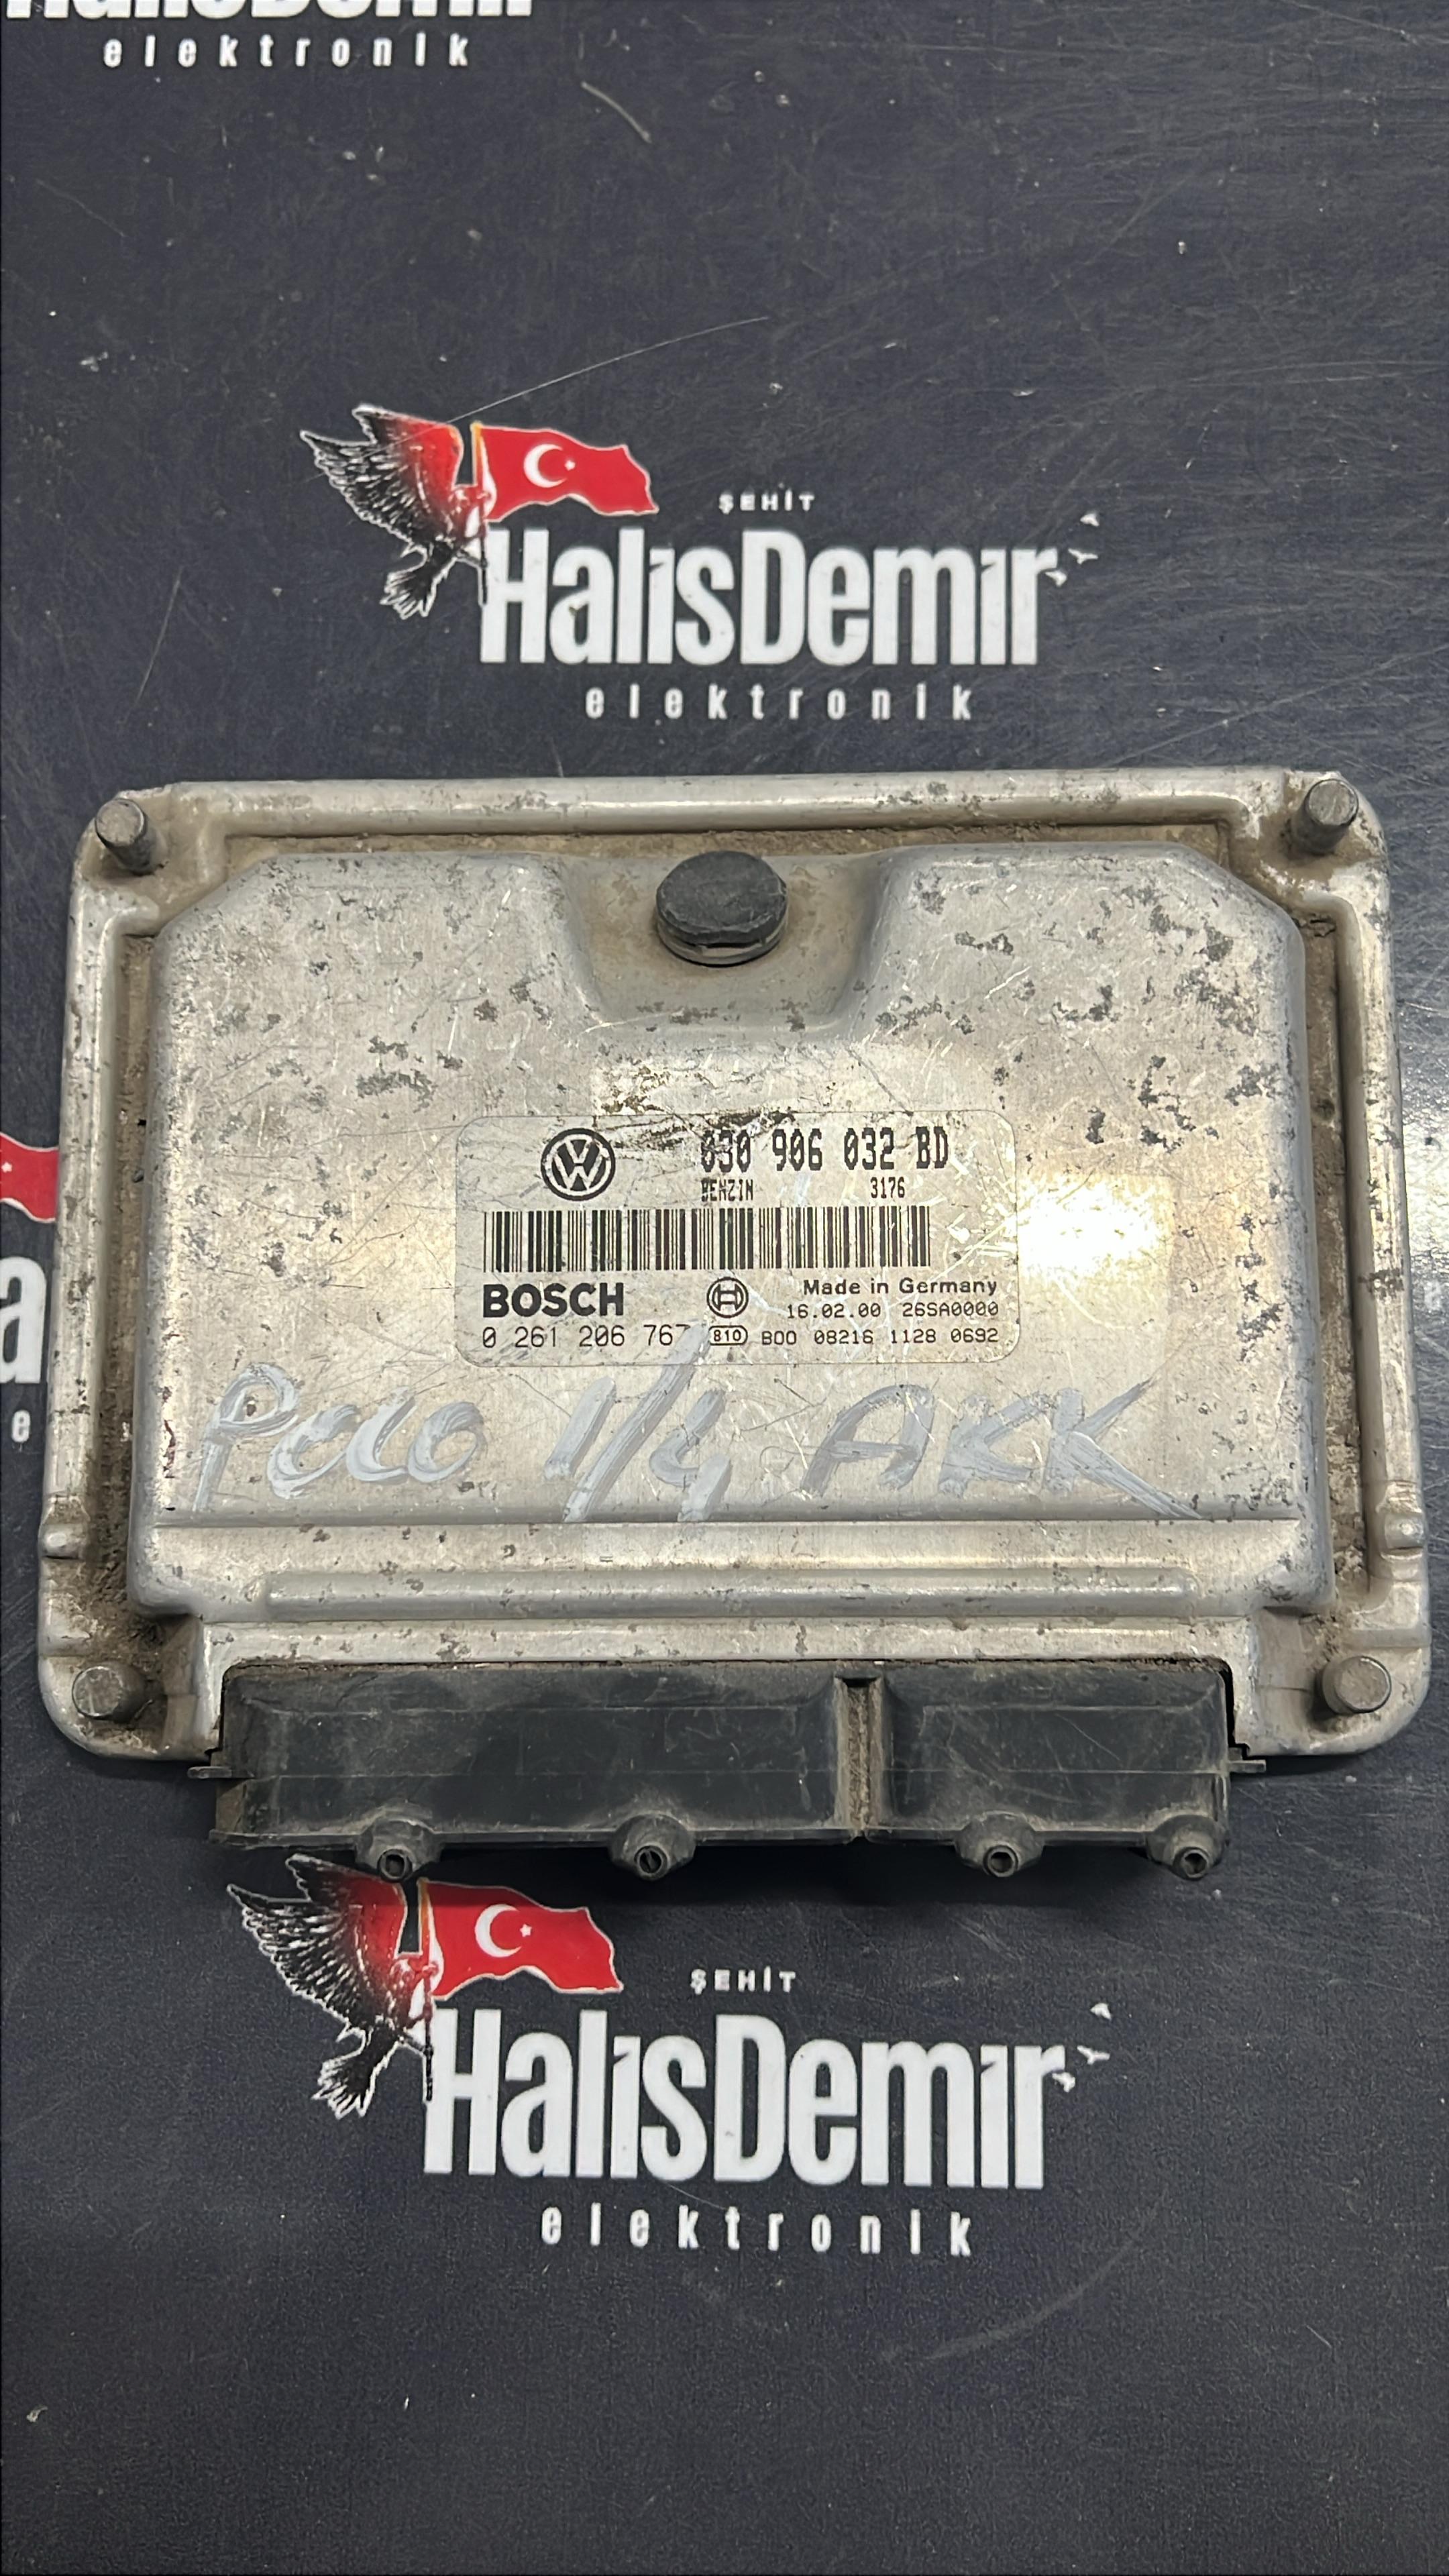 HalisDemir
elektronik
ŞEHİT
HalısDemır
elektronik
030 906 032 BD
BENZIN 3176
BOSCH
Made in Germany
16.02.00 26SA0000
0 261 206 767 810 B00 08216 1128 0692
Polo 1/4 AKK
a
e
ŞEHİT
HalısDemır
elektronik